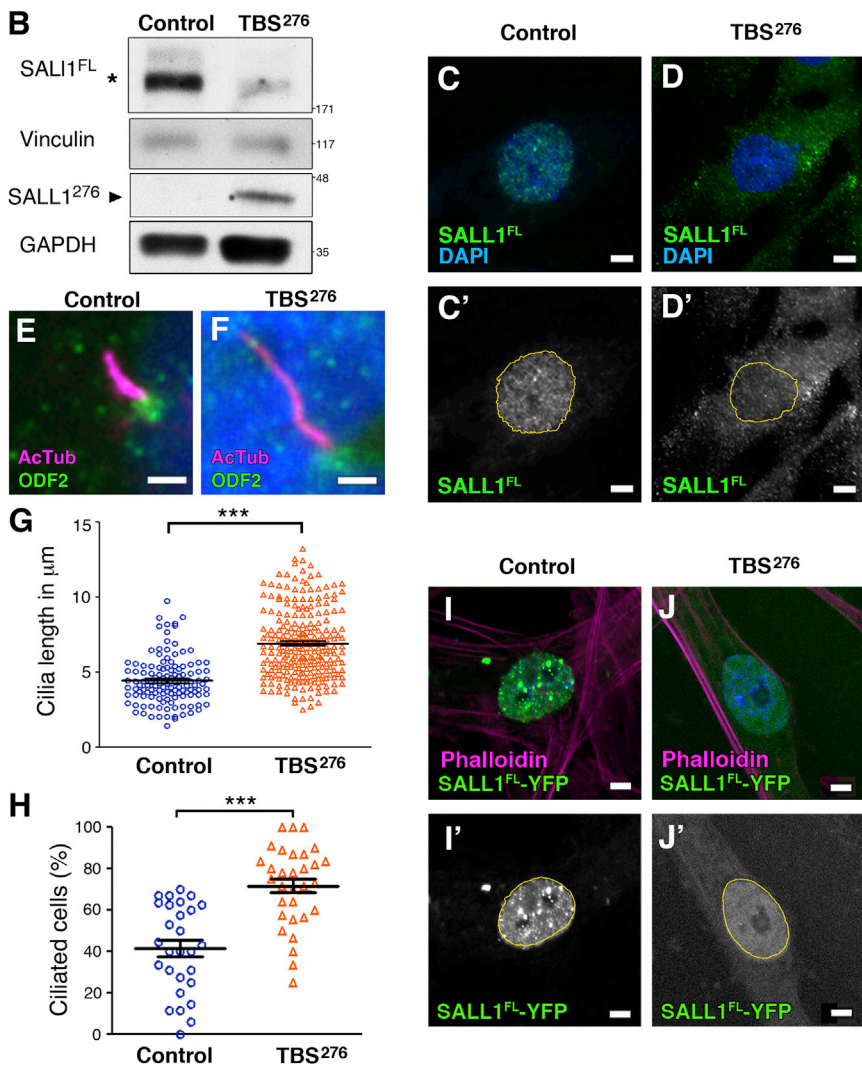 B
Control TBS²⁷⁶
SALl1ᶠᴸ *
171
Vinculin
117
48
SALL1²⁷⁶
GAPDH
35
Control TBS²⁷⁶
E
AcTub
ODF2
F
AcTub
ODF2
G
***
Cilia length in μm
15
10
5
0
Control TBS²⁷⁶
H
***
Ciliated cells (%)
100
80
60
40
20
0
Control TBS²⁷⁶
Control TBS²⁷⁶
C
SALL1ᶠᴸ
DAPI
D
SALL1ᶠᴸ
DAPI
C'
SALL1ᶠᴸ
D'
SALL1ᶠᴸ
Control TBS²⁷⁶
I
Phalloidin
SALL1ᶠᴸ-YFP
J
Phalloidin
SALL1ᶠᴸ-YFP
I'
SALL1ᶠᴸ-YFP
J'
SALL1ᶠᴸ-YFP